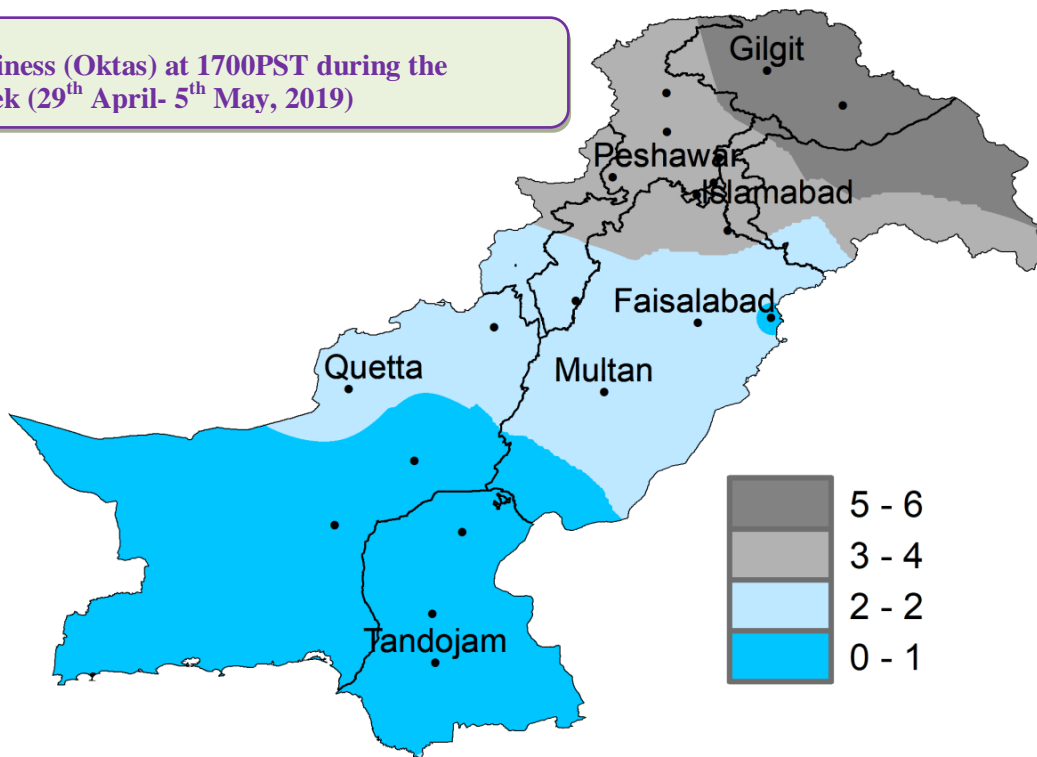 iness (Oktas) at 1700PST during the
ek (29th April- 5th May, 2019)
Gilgit
Peshawar
Islamabad
Faisalabad
Quetta
Multan
Tandojam
5 - 6
3 - 4
2 - 2
0 - 1